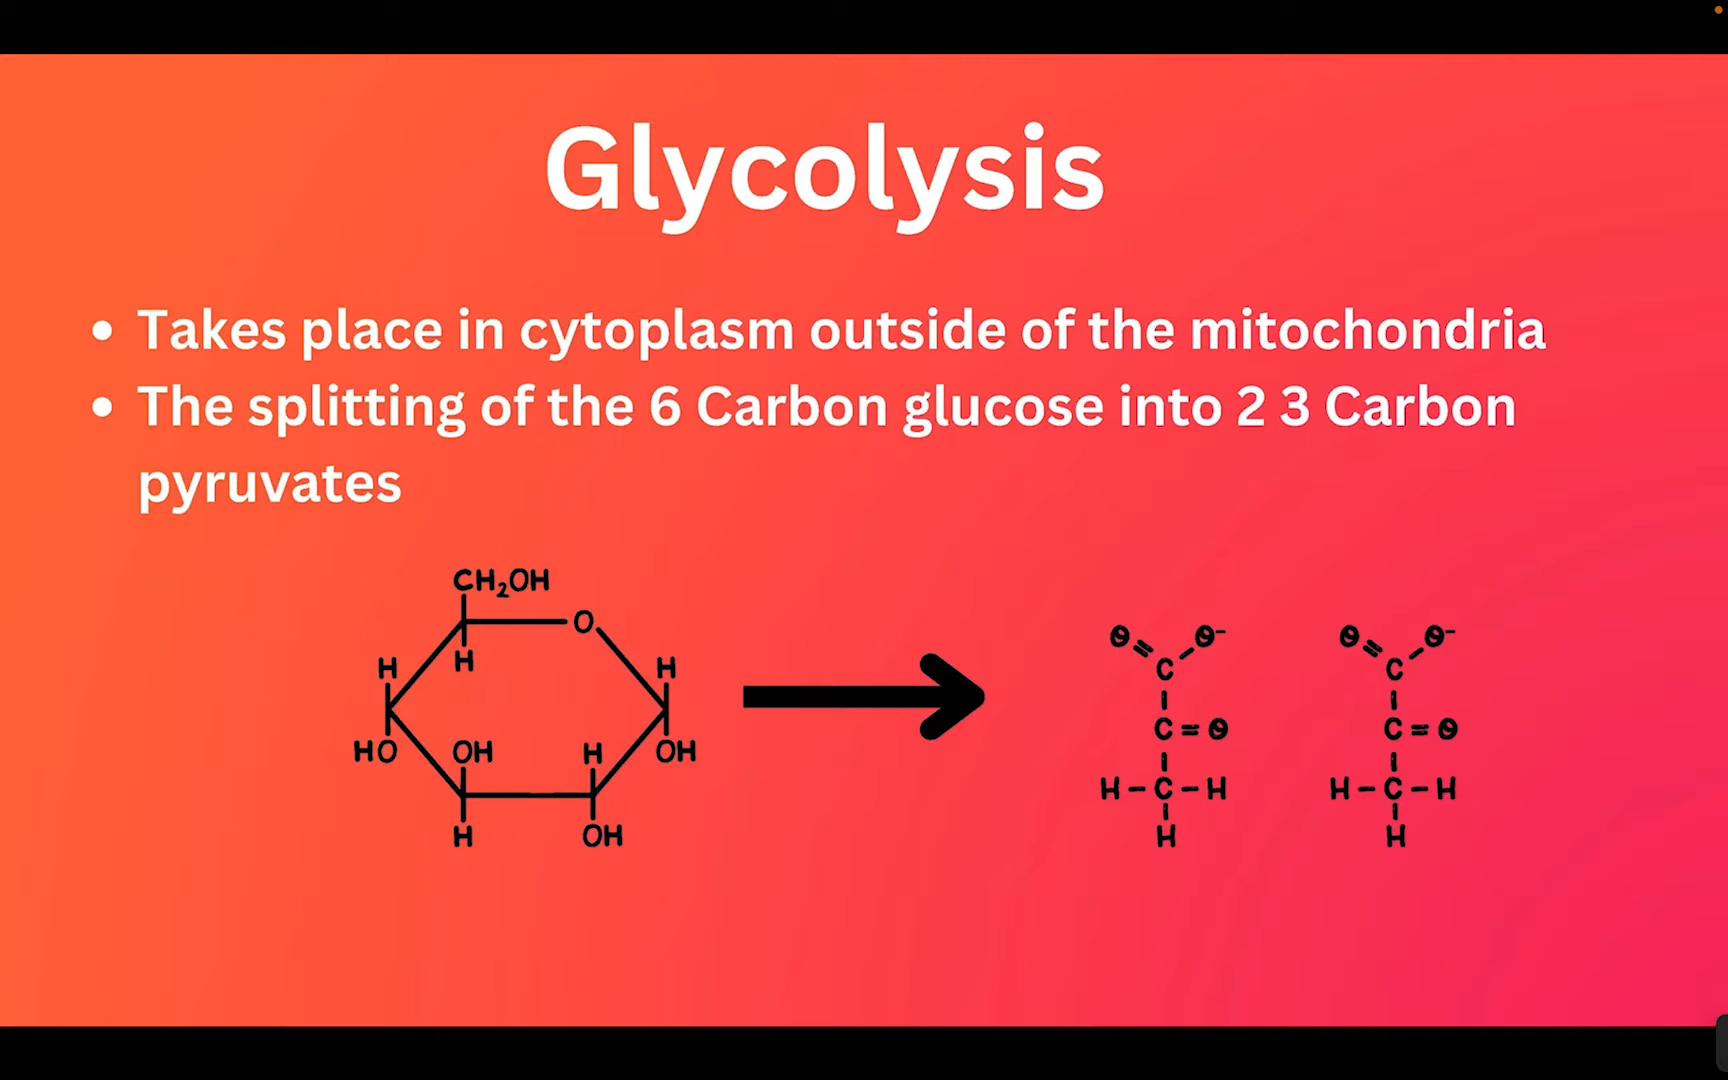 Glycolysis
• Takes place in cytoplasm outside of the mitochondria
• The splitting of the 6 Carbon glucose into 2 3 Carbon
pyruvates
CH₂OH
O
H
H
H
HO
OH
H
OH
H
OH
O O⁻
C
C=O
H-C-H
H
O O⁻
C
C=O
H-C-H
H